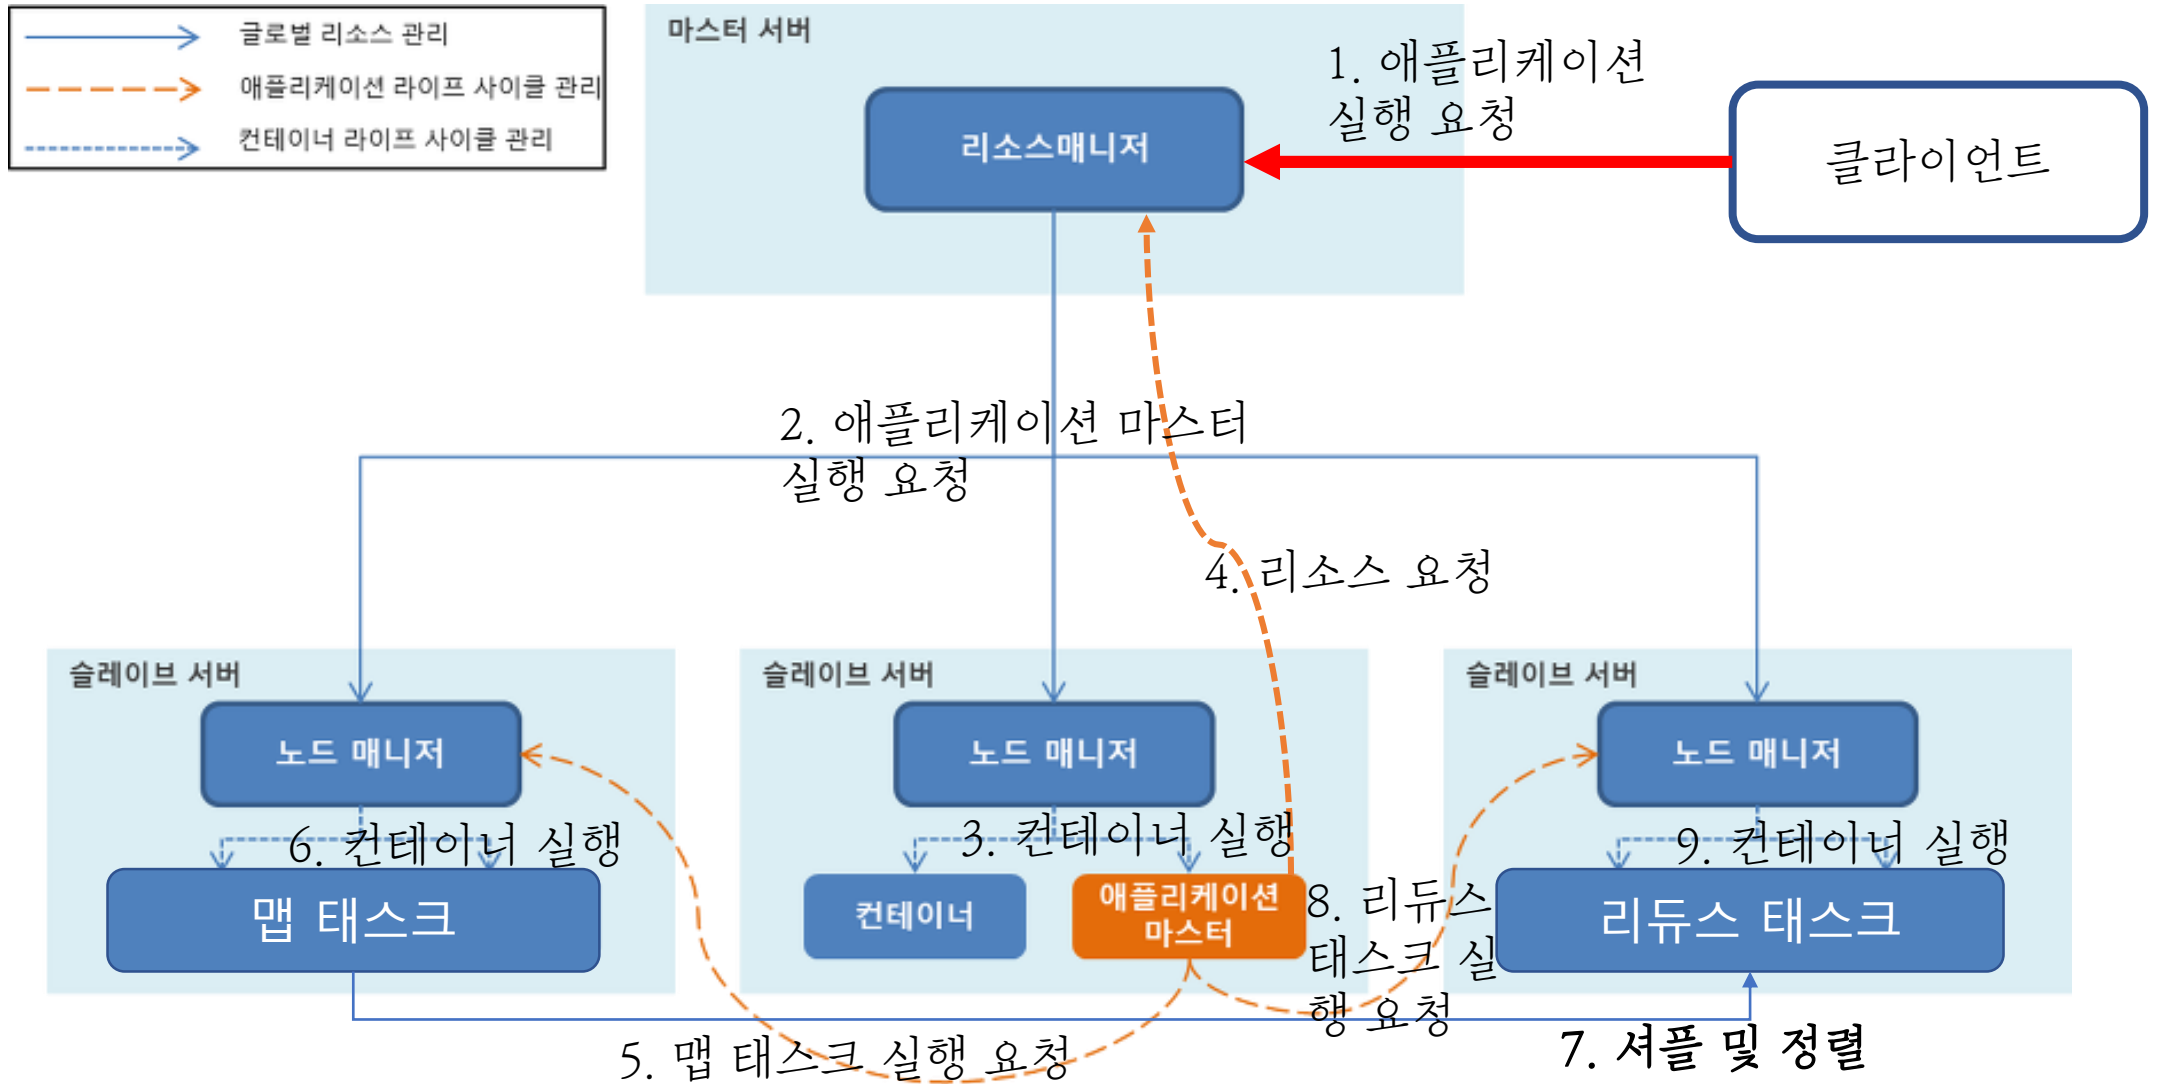 글로벌 리소스 관리
애플리케이션 라이프 사이클 관리
컨테이너 라이프 사이클 관리
마스터 서버
리소스매니저
1. 애플리케이션
실행 요청
클라이언트
2. 애플리케이션 마스터
실행 요청
4. 리소스 요청
슬레이브 서버
노드 매니저
6. 컨테이너 실행
맵 태스크
슬레이브 서버
노드 매니저
3. 컨테이너 실행
컨테이너
애플리케이션
마스터
슬레이브 서버
노드 매니저
9. 컨테이너 실행
리듀스 태스크
8. 리듀스
태스크 실
행 요청
5. 맵 태스크 실행 요청
7. 셔플 및 정렬